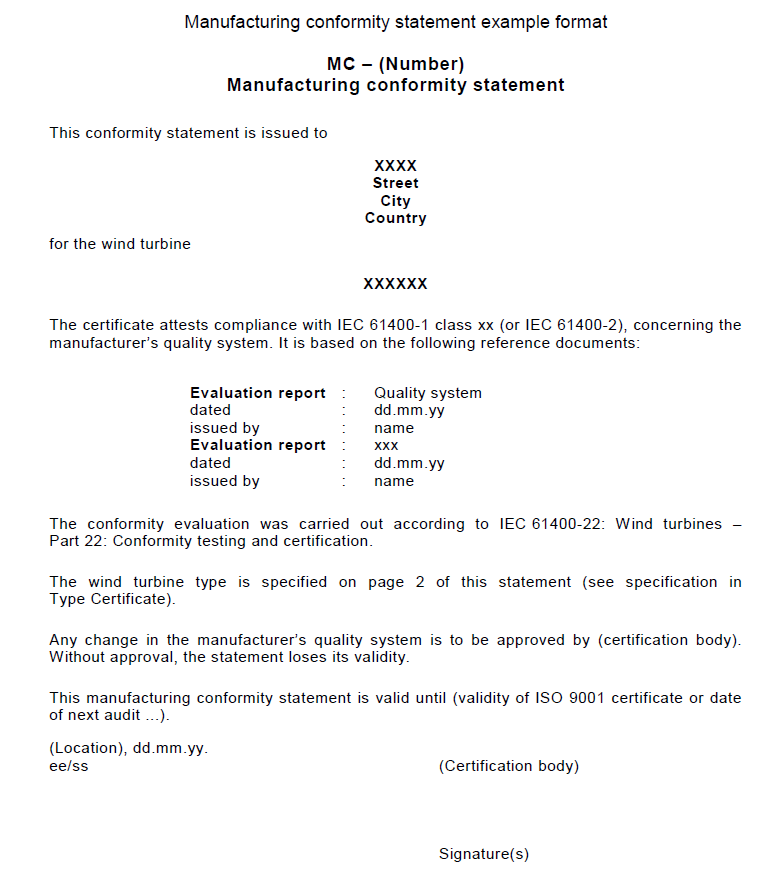 Manufacturing conformity statement example format
MC – (Number)
Manufacturing conformity statement
This conformity statement is issued to
XXXX
Street
City
Country
for the wind turbine
XXXXXX
The certificate attests compliance with IEC 61400-1 class xx (or IEC 61400-2), concerning the
manufacturer's quality system. It is based on the following reference documents:
Evaluation report : Quality system
dated : dd.mm.yy
issued by : name
Evaluation report : xxx
dated : dd.mm.yy
issued by : name
The conformity evaluation was carried out according to IEC 61400-22: Wind turbines –
Part 22: Conformity testing and certification.
The wind turbine type is specified on page 2 of this statement (see specification in
Type Certificate).
Any change in the manufacturer's quality system is to be approved by (certification body).
Without approval, the statement loses its validity.
This manufacturing conformity statement is valid until (validity of ISO 9001 certificate or date
of next audit ...).
(Location), dd.mm.yy.
ee/ss (Certification body)
Signature(s)